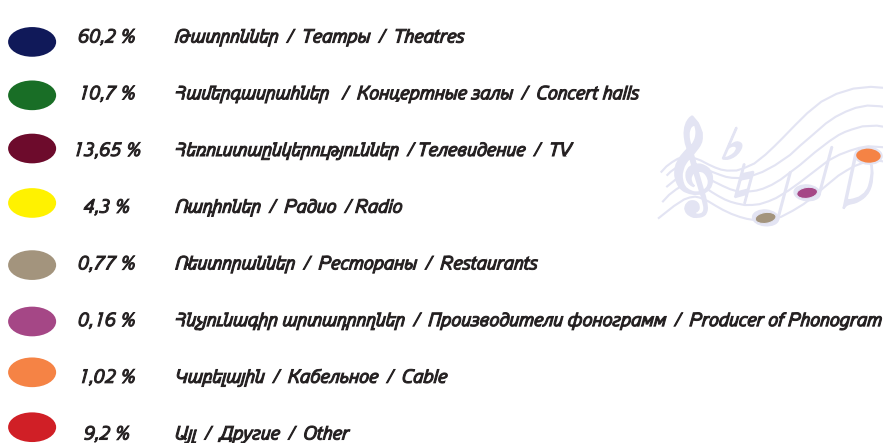 60,2 % Թատրոններ / Театры / Theatres
10,7 % Համերգասրահներ / Концертные залы / Concert halls
13,65 % Հեռուստաընկերություններ / Телевидение / TV
4,3 % Ռադիոներ / Радио / Radio
0,77 % Ռեստորաններ / Рестораны / Restaurants
0,16 % Հնչունագիր արտադրողներ / Производители фонограмм / Producer of Phonogram
1,02 % Կաբելային / Кабельное / Cable
9,2 % Այլ / Другие / Other